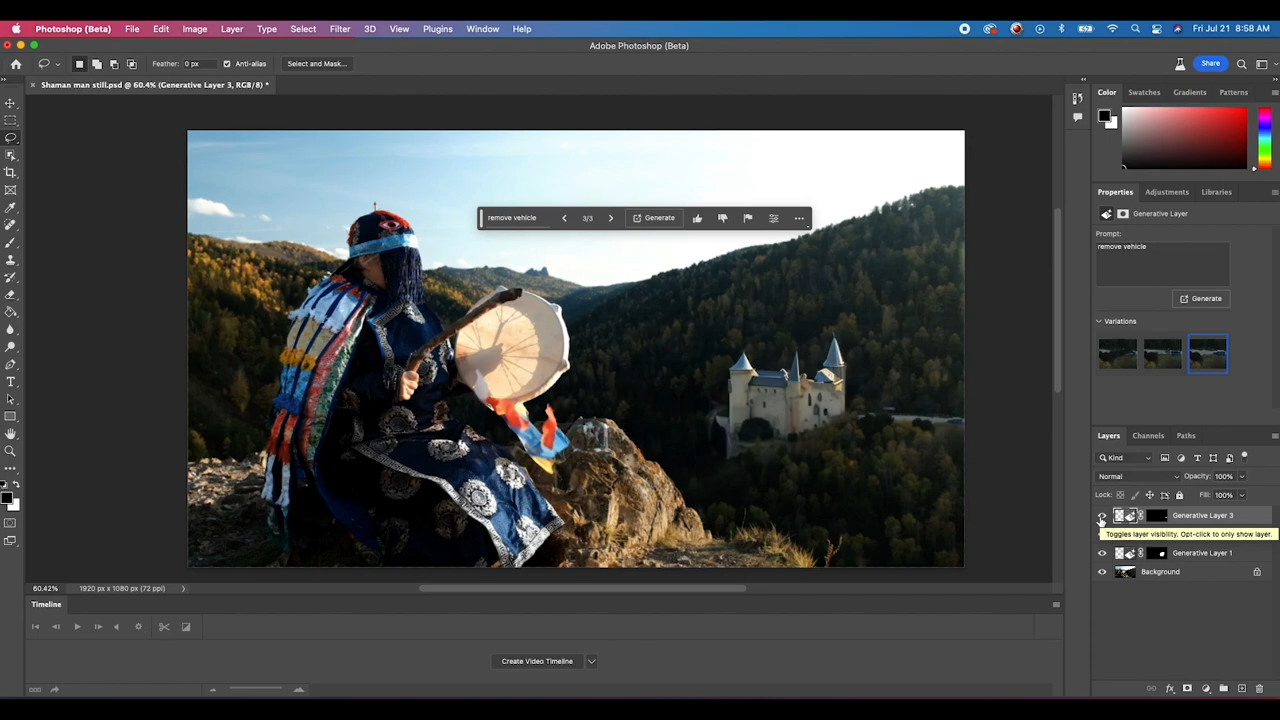 Photoshop (Beta) File Edit Image Layer Type Select Filter 3D View Plugins Window Help Fri Jul 21 8:58 AM
Adobe Photoshop (Beta)
Feather: 0 px Anti-alias Select and Mask... Share
Shaman man still.psd @ 60.4% (Generative Layer 3, RGB/8) *
Color Swatches Gradients Patterns
Properties Adjustments Libraries
Generative Layer
remove vehicle 3/3 Generate
Prompt:
remove vehicle
Generate
Variations
Layers Channels Paths
Kind
Normal Opacity: 100%
Lock: Fill: 100%
Generative Layer 3
Toggles layer visibility. Opt-click to only show layer.
Generative Layer 1
Background
60.42% 1920 px x 1080 px (72 ppi)
Timeline
Create Video Timeline